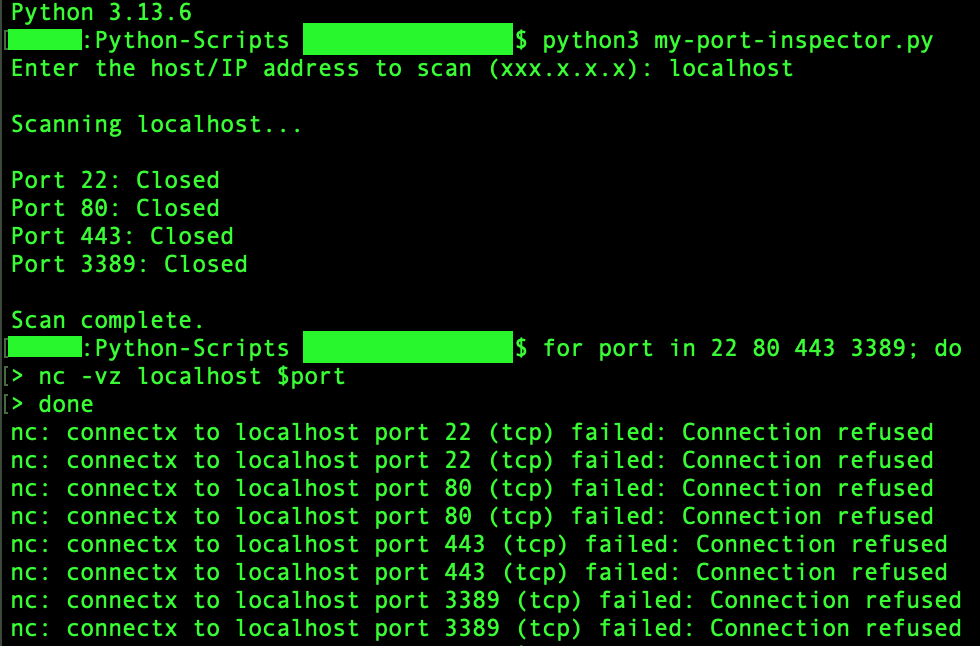 Python 3.13.6
:Python-Scripts $ python3 my-port-inspector.py
Enter the host/IP address to scan (xxx.x.x.x): localhost
Scanning localhost...
Port 22: Closed
Port 80: Closed
Port 443: Closed
Port 3389: Closed
Scan complete.
:Python-Scripts $ for port in 22 80 443 3389; do
[> nc -vz localhost $port
[> done
nc: connectx to localhost port 22 (tcp) failed: Connection refused
nc: connectx to localhost port 22 (tcp) failed: Connection refused
nc: connectx to localhost port 80 (tcp) failed: Connection refused
nc: connectx to localhost port 80 (tcp) failed: Connection refused
nc: connectx to localhost port 443 (tcp) failed: Connection refused
nc: connectx to localhost port 443 (tcp) failed: Connection refused
nc: connectx to localhost port 3389 (tcp) failed: Connection refused
nc: connectx to localhost port 3389 (tcp) failed: Connection refused